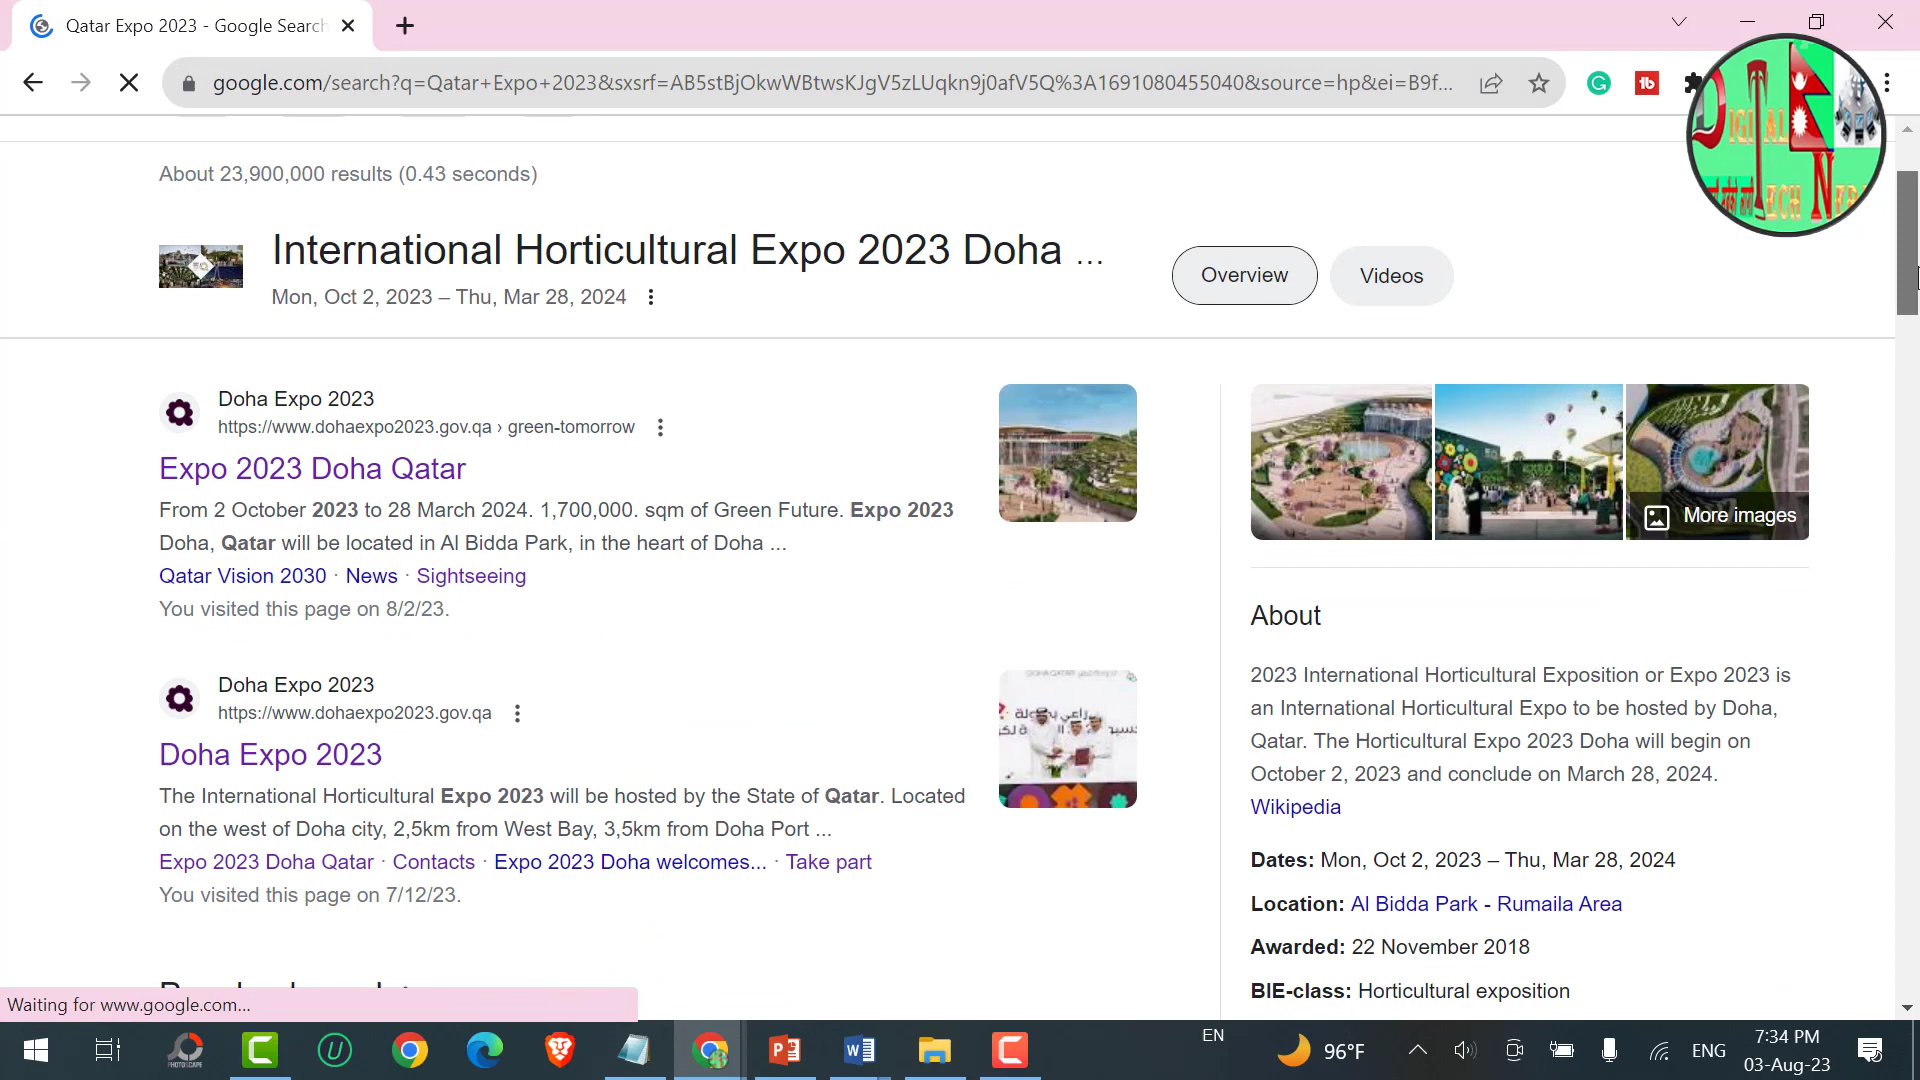 Qatar Expo 2023 - Google Search
google.com/search?q=Qatar+Expo+2023&sxsrf=AB5stBjOkwWBtwsKJgV5zLUqkn9j0afV5Q%3A1691080455040&source=hp&ei=B9f...
DIGITAL
TECH NEPAL
About 23,900,000 results (0.43 seconds)
International Horticultural Expo 2023 Doha ...
Mon, Oct 2, 2023 – Thu, Mar 28, 2024
Overview
Videos
Doha Expo 2023
https://www.dohaexpo2023.gov.qa › green-tomorrow
Expo 2023 Doha Qatar
From 2 October 2023 to 28 March 2024. 1,700,000. sqm of Green Future. Expo 2023
Doha, Qatar will be located in Al Bidda Park, in the heart of Doha ...
Qatar Vision 2030 · News · Sightseeing
You visited this page on 8/2/23.
Doha Expo 2023
https://www.dohaexpo2023.gov.qa
Doha Expo 2023
The International Horticultural Expo 2023 will be hosted by the State of Qatar. Located
on the west of Doha city, 2,5km from West Bay, 3,5km from Doha Port ...
Expo 2023 Doha Qatar · Contacts · Expo 2023 Doha welcomes... · Take part
You visited this page on 7/12/23.
More images
About
2023 International Horticultural Exposition or Expo 2023 is
an International Horticultural Expo to be hosted by Doha,
Qatar. The Horticultural Expo 2023 Doha will begin on
October 2, 2023 and conclude on March 28, 2024.
Wikipedia
Dates: Mon, Oct 2, 2023 – Thu, Mar 28, 2024
Location: Al Bidda Park - Rumaila Area
Awarded: 22 November 2018
BIE-class: Horticultural exposition
Waiting for www.google.com...
EN
96°F
ENG
7:34 PM
03-Aug-23